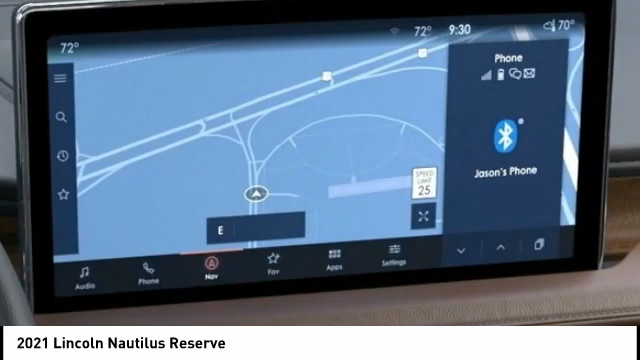 72°
72°
9:30
70°
Phone
Jason's Phone
SPEED
LIMIT
25
E
Audio
Phone
Nav
Fav
Apps
Settings
2021 Lincoln Nautilus Reserve